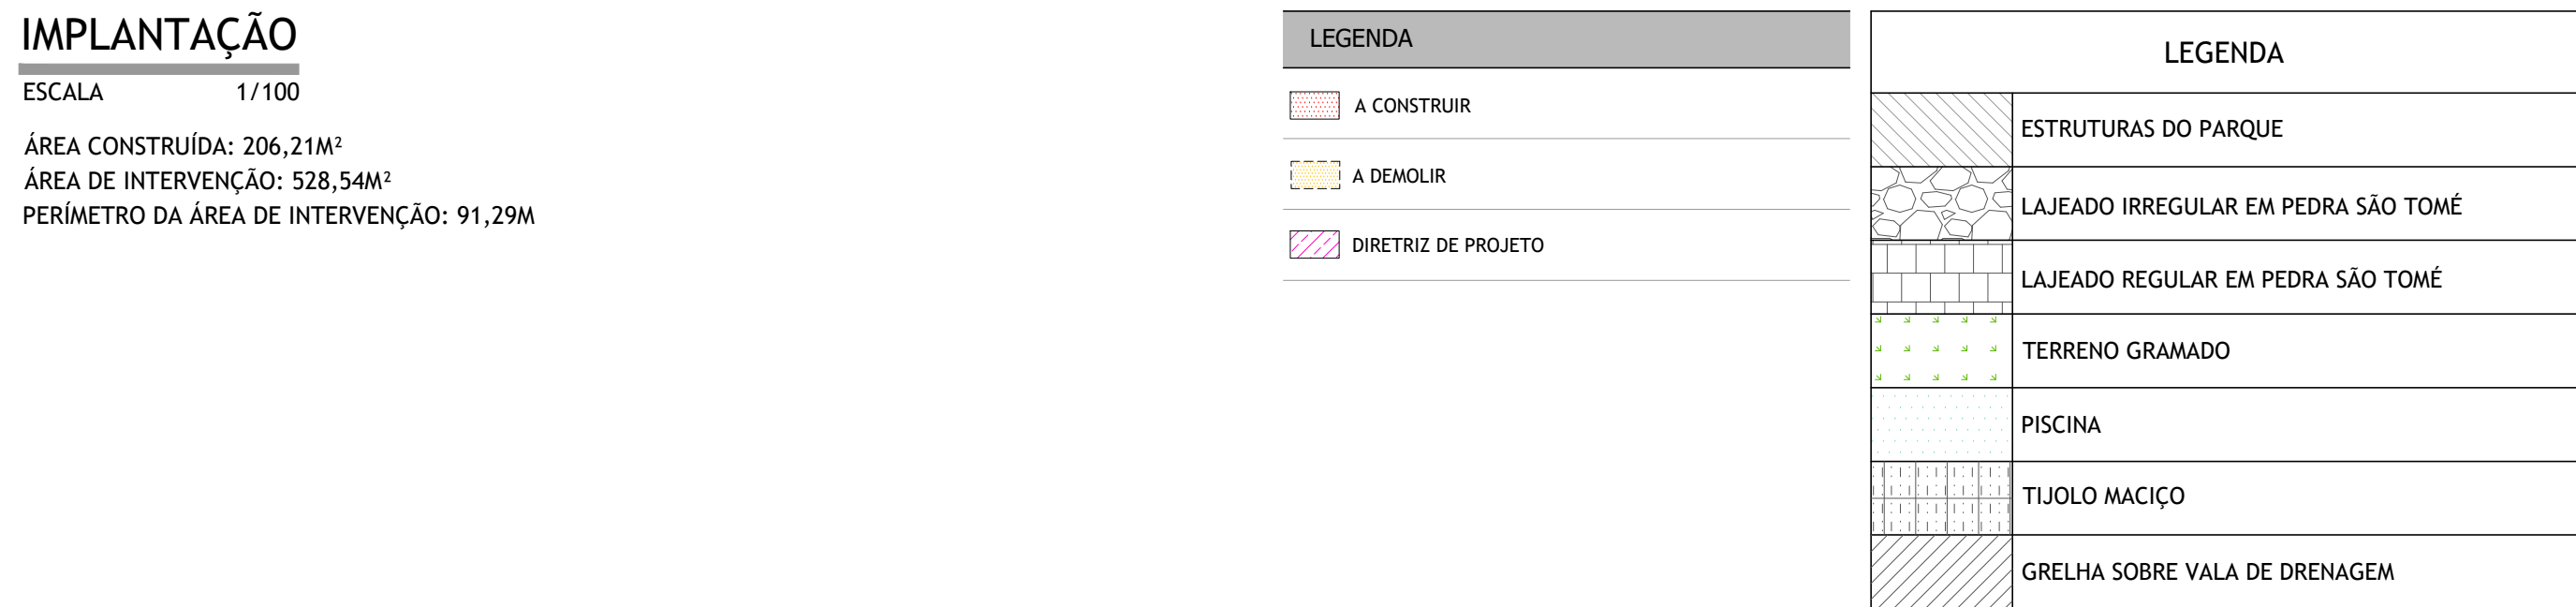 IMPLANTAÇÃO
ESCALA 1/100
ÁREA CONSTRUÍDA: 206,21M²
ÁREA DE INTERVENÇÃO: 528,54M²
PERÍMETRO DA ÁREA DE INTERVENÇÃO: 91,29M
LEGENDA
A CONSTRUIR
A DEMOLIR
DIRETRIZ DE PROJETO
LEGENDA
ESTRUTURAS DO PARQUE
LAJEADO IRREGULAR EM PEDRA SÃO TOMÉ
LAJEADO REGULAR EM PEDRA SÃO TOMÉ
TERRENO GRAMADO
PISCINA
TIJOLO MACIÇO
GRELHA SOBRE VALA DE DRENAGEM